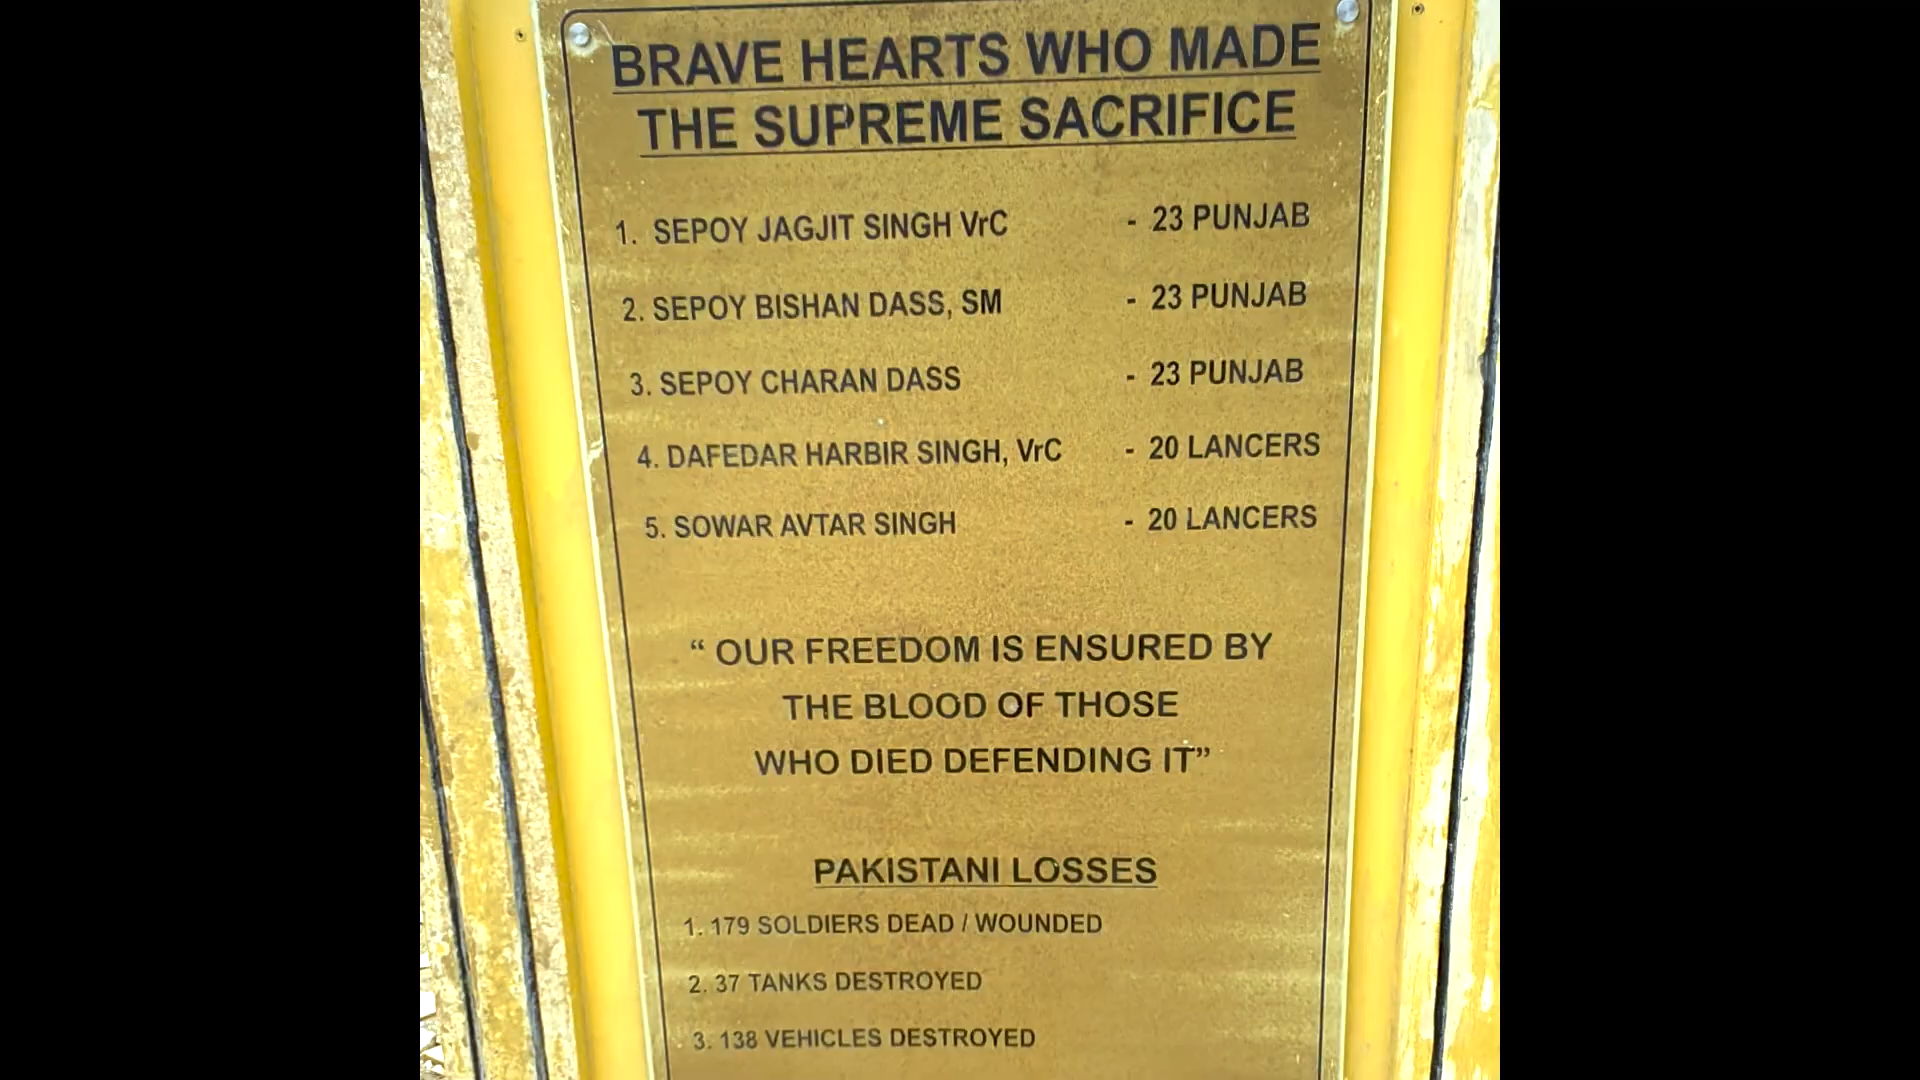 BRAVE HEARTS WHO MADE
THE SUPREME SACRIFICE
1. SEPOY JAGJIT SINGH VrC - 23 PUNJAB
2. SEPOY BISHAN DASS, SM - 23 PUNJAB
3. SEPOY CHARAN DASS - 23 PUNJAB
4. DAFEDAR HARBIR SINGH, VrC - 20 LANCERS
5. SOWAR AVTAR SINGH - 20 LANCERS
“ OUR FREEDOM IS ENSURED BY
THE BLOOD OF THOSE
WHO DIED DEFENDING IT”
PAKISTANI LOSSES
1. 179 SOLDIERS DEAD / WOUNDED
2. 37 TANKS DESTROYED
3. 138 VEHICLES DESTROYED